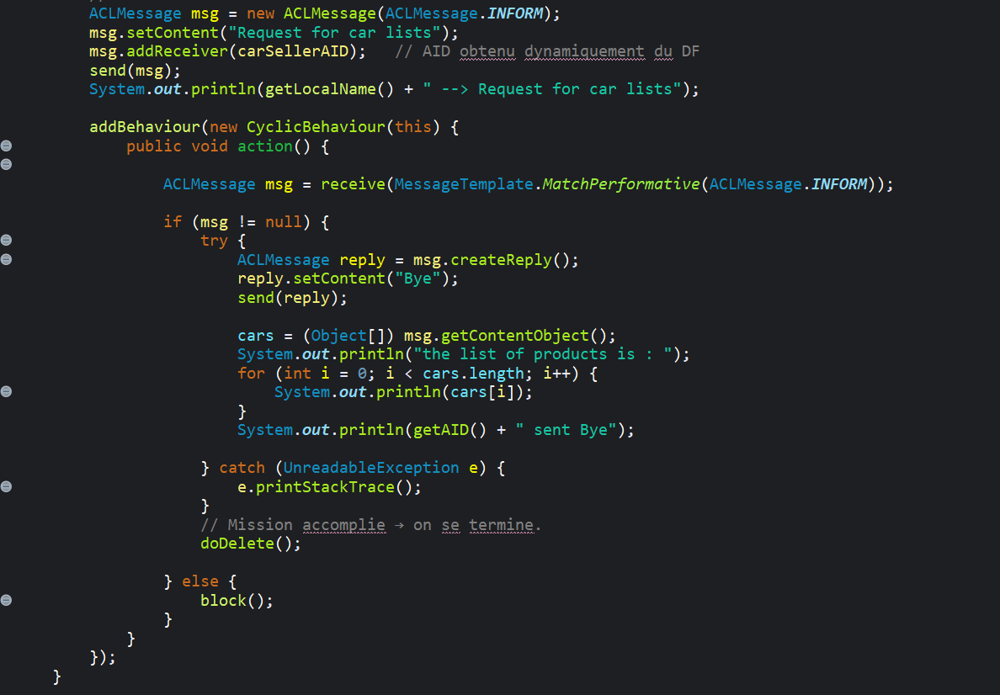 ACLMessage msg = new ACLMessage(ACLMessage.INFORM);
msg.setContent("Request for car lists");
msg.addReceiver(carSellerAID);   // AID obtenu dynamiquement du DF
send(msg);
System.out.println(getLocalName() + " --> Request for car lists");
addBehaviour(new CyclicBehaviour(this) {
public void action() {
ACLMessage msg = receive(MessageTemplate.MatchPerformative(ACLMessage.INFORM));
if (msg != null) {
try {
ACLMessage reply = msg.createReply();
reply.setContent("Bye");
send(reply);
cars = (Object[]) msg.getContentObject();
System.out.println("the list of products is : ");
for (int i = 0; i < cars.length; i++) {
System.out.println(cars[i]);
}
System.out.println(getAID() + " sent Bye");
} catch (UnreadableException e) {
e.printStackTrace();
}
// Mission accomplie → on se termine.
doDelete();
} else {
block();
}
}
});
}